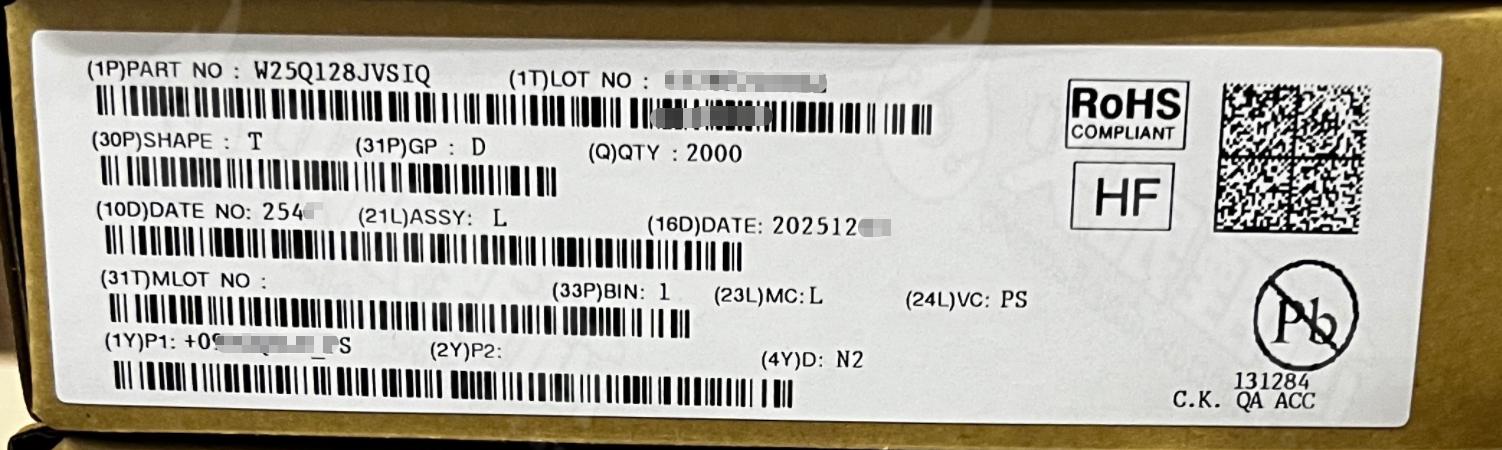 (1P)PART NO : W25Q128JVSIQ (1T)LOT NO :
(30P)SHAPE : T (31P)GP : D (Q)QTY : 2000
(10D)DATE NO: 254 (21L)ASSY: L (16D)DATE: 202512
(31T)MLOT NO :
(33P)BIN: 1 (23L)MC: L (24L)VC: PS
(1Y)P1: +0 S (2Y)P2: (4Y)D: N2
RoHS
COMPLIANT
HF
Pb
131284
C.K. QA ACC